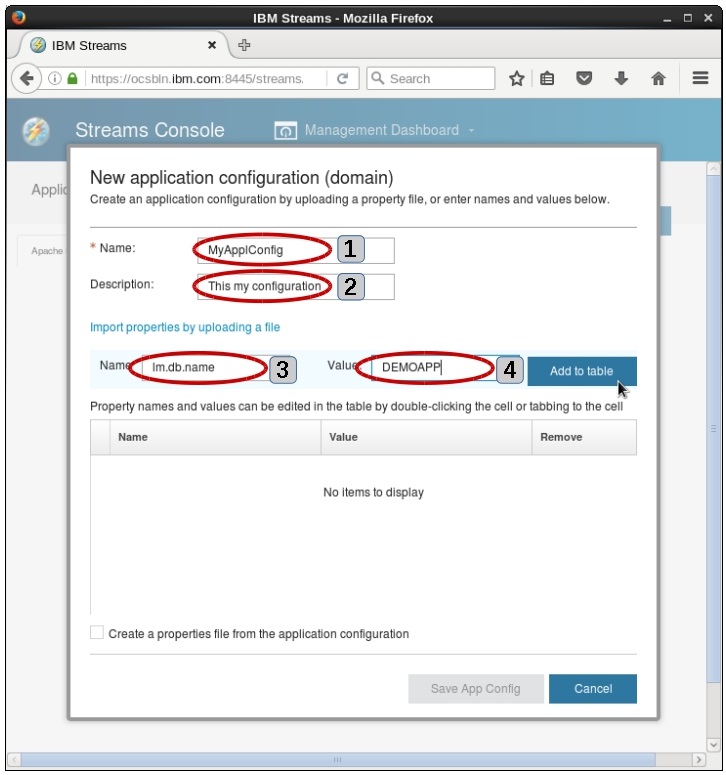 IBM Streams - Mozilla Firefox
IBM Streams
https://ocsbln.ibm.com:8445/streams.
Search
Streams Console
Management Dashboard
Applic
Apache
New application configuration (domain)
Create an application configuration by uploading a property file, or enter names and values below.
* Name: MyApplConfig 1
Description: This my configuration 2
Import properties by uploading a file
Name lm.db.name 3 Value DEMOAPP 4 Add to table
Property names and values can be edited in the table by double-clicking the cell or tabbing to the cell
Name Value Remove
No items to display
Create a properties file from the application configuration
Save App Config Cancel